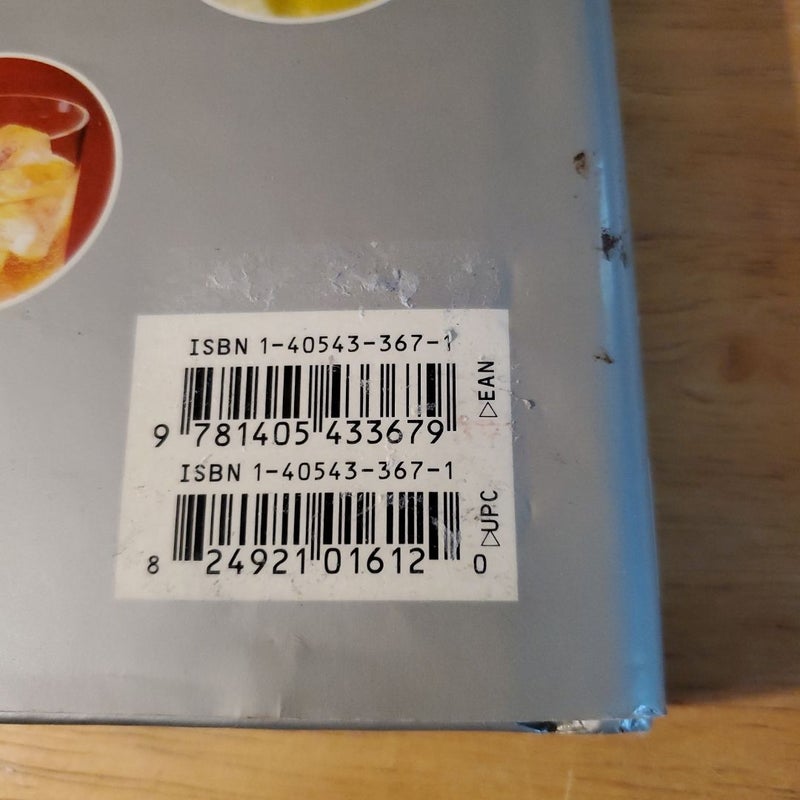 ISBN 1-40543-367-1
9 781405 433679
▷EAN
ISBN 1-40543-367-1
8 24921 01612 0
▷UPC